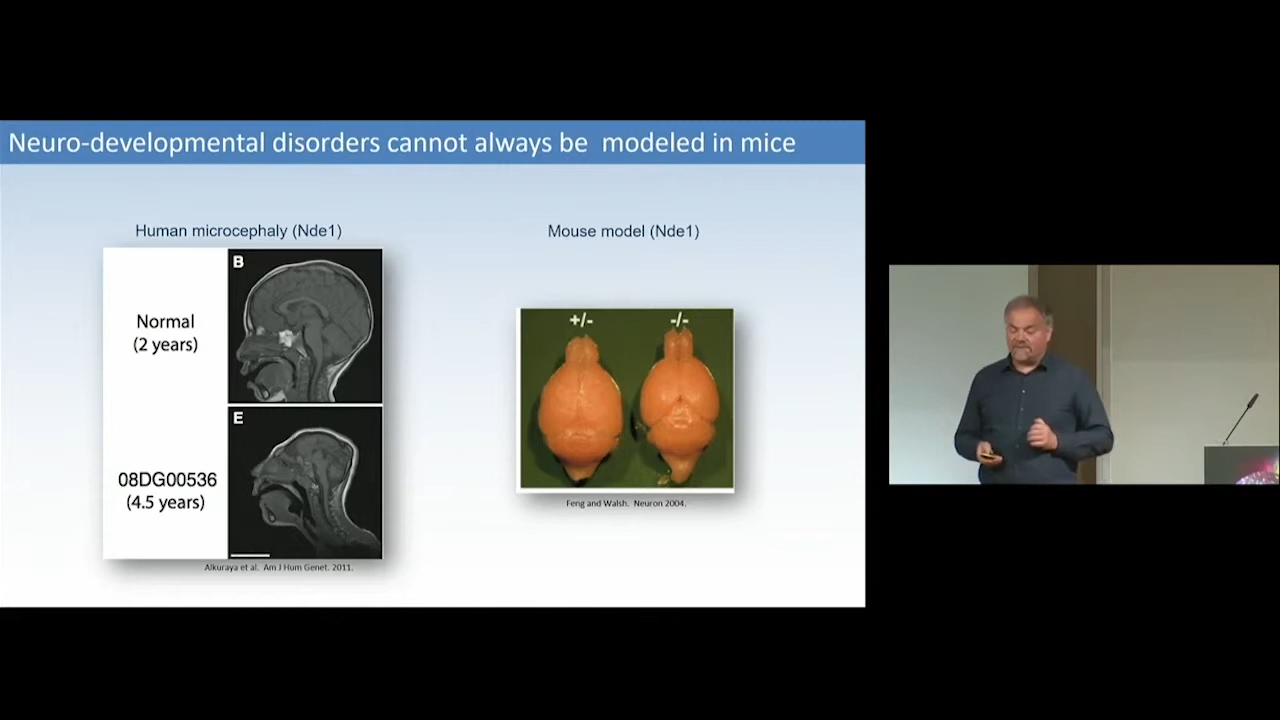 Neuro-developmental disorders cannot always be  modeled in mice
Human microcephaly (Nde1)
B
Normal
(2 years)
E
08DG00536
(4.5 years)
Alkuraya et al.  Am J Hum Genet. 2011.
Mouse model (Nde1)
+/-
-/-
Feng and Walsh.  Neuron 2004.